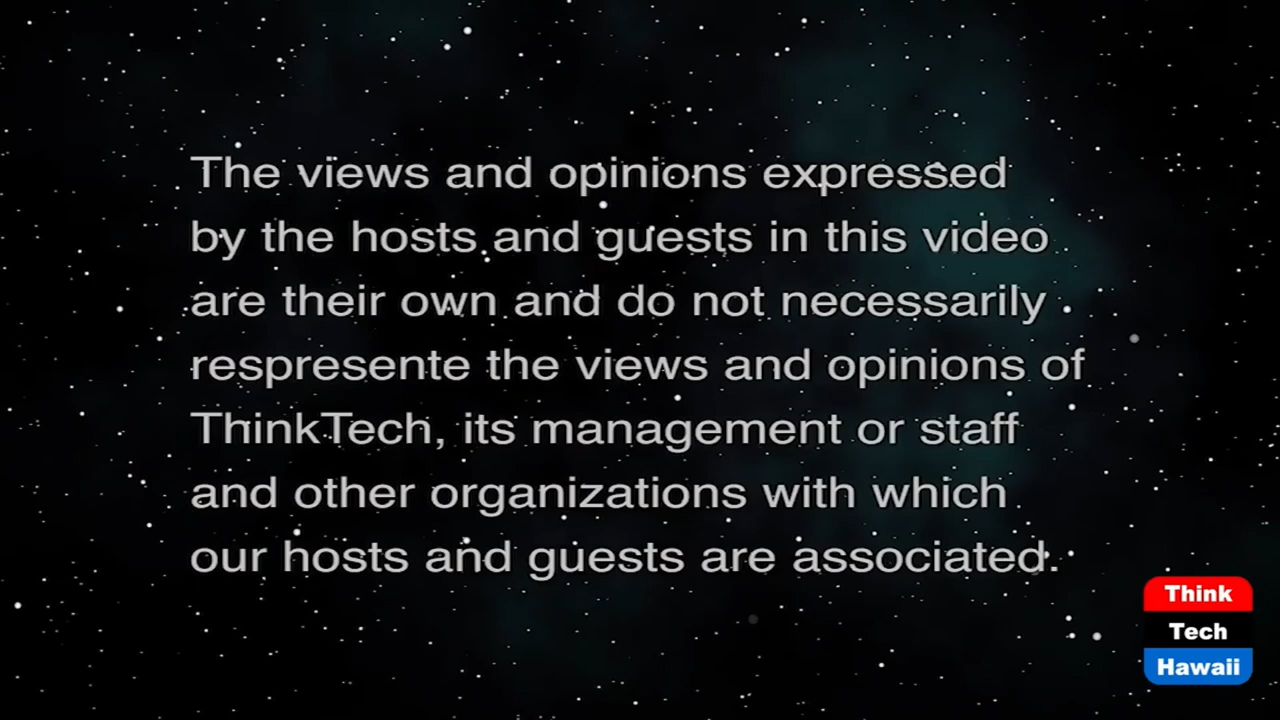 The views and opinions expressed
by the hosts and guests in this video
are their own and do not necessarily
respresente the views and opinions of
ThinkTech, its management or staff
and other organizations with which
our hosts and guests are associated.
Think
Tech
Hawaii